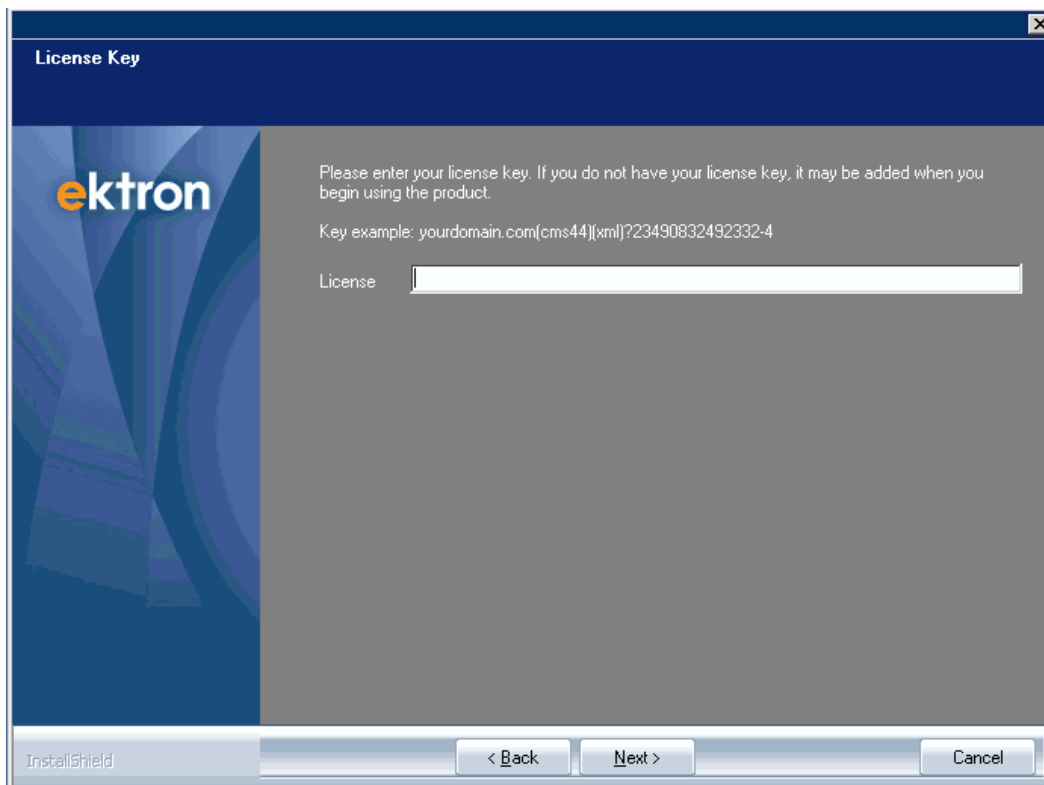 License Key
ektron
Please enter your license key. If you do not have your license key, it may be added when you
begin using the product.
Key example: yourdomain.com(cms44)(xml)?23490832492332-4
License
InstallShield
< Back
Next >
Cancel